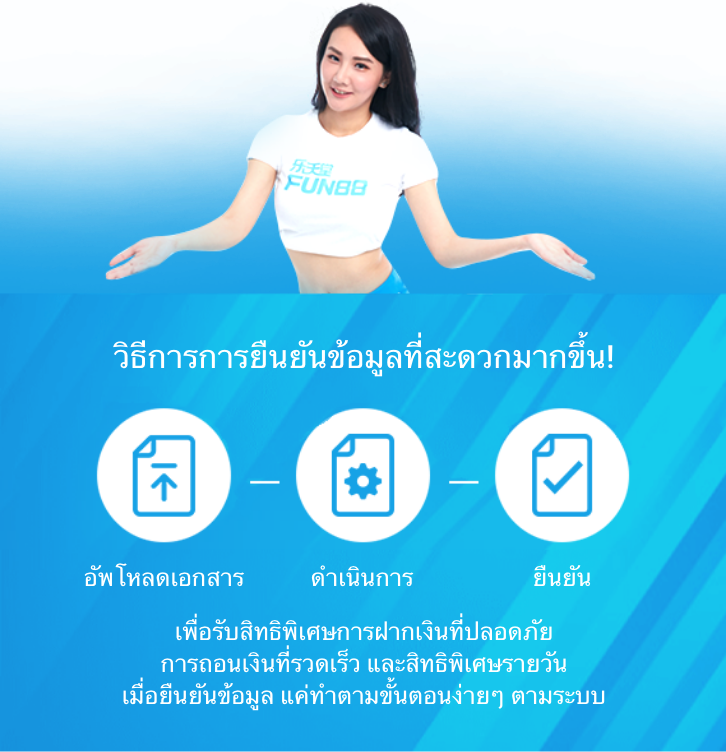 乐天堂
FUN88
วิธีการการยืนยันข้อมูลที่สะดวกมากขึ้น!
อัพโหลดเอกสาร
ดำเนินการ
ยืนยัน
เพื่อรับสิทธิพิเศษการฝากเงินที่ปลอดภัย
การถอนเงินที่รวดเร็ว และสิทธิพิเศษรายวัน
เมื่อยืนยันข้อมูล แค่ทำตามขั้นตอนง่ายๆ ตามระบบ